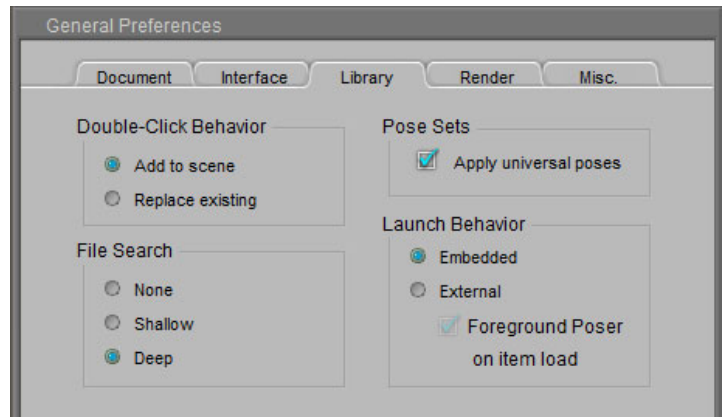 General Preferences
Document Interface Library Render Misc.
Double-Click Behavior
Add to scene
Replace existing
File Search
None
Shallow
Deep
Pose Sets
Apply universal poses
Launch Behavior
Embedded
External
Foreground Poser
on item load